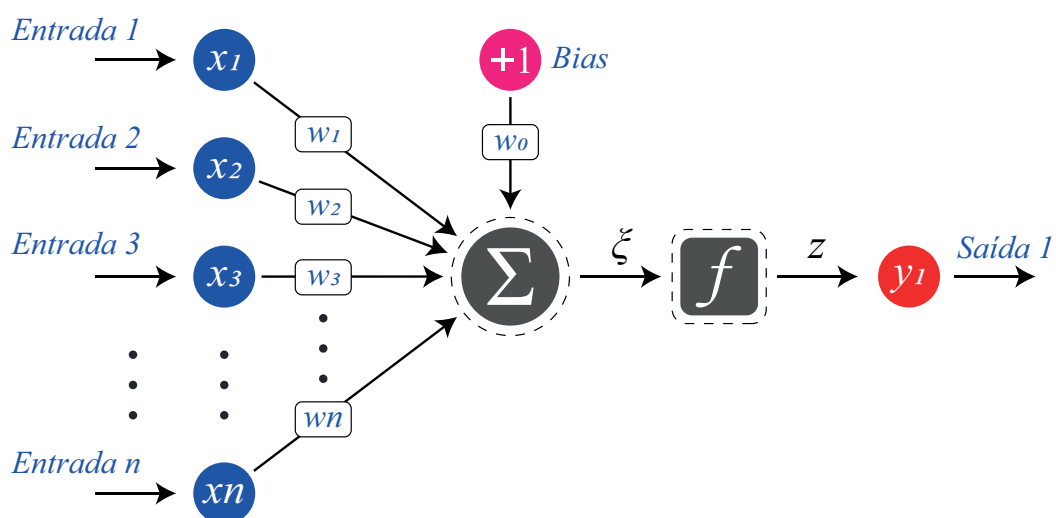 Entrada 1
x1
+1
Bias
w1
w0
Entrada 2
x2
w2
Entrada 3
x3
w3
Σ
ξ
f
z
y1
Saída 1
wn
Entrada n
xn